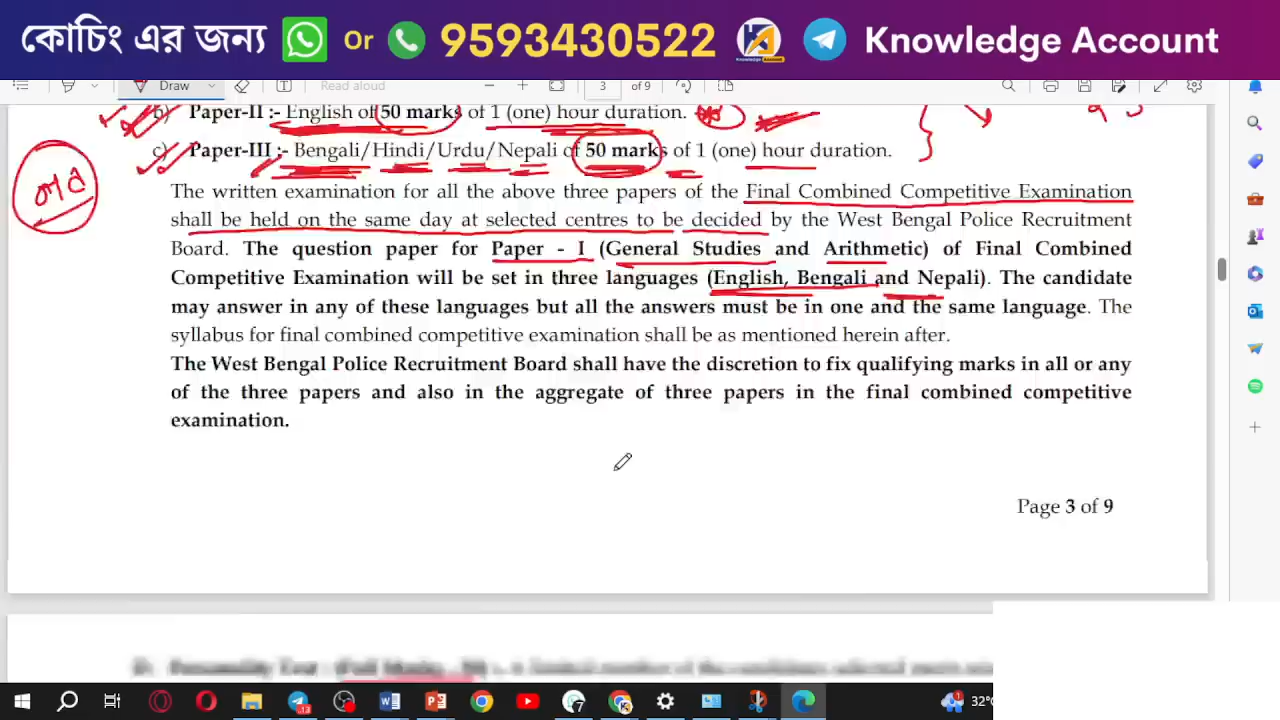 কোচিং এর জন্য Or 9593430522 Knowledge Account
Draw Read aloud 3 of 9
Paper-II :- English of 50 marks of 1 (one) hour duration.
c) Paper-III :- Bengali/Hindi/Urdu/Nepali of 50 marks of 1 (one) hour duration.
The written examination for all the above three papers of the Final Combined Competitive Examination
shall be held on the same day at selected centres to be decided by the West Bengal Police Recruitment
Board. The question paper for Paper - I (General Studies and Arithmetic) of Final Combined
Competitive Examination will be set in three languages (English, Bengali and Nepali). The candidate
may answer in any of these languages but all the answers must be in one and the same language. The
syllabus for final combined competitive examination shall be as mentioned herein after.
The West Bengal Police Recruitment Board shall have the discretion to fix qualifying marks in all or any
of the three papers and also in the aggregate of three papers in the final combined competitive
examination.
Page 3 of 9
32°